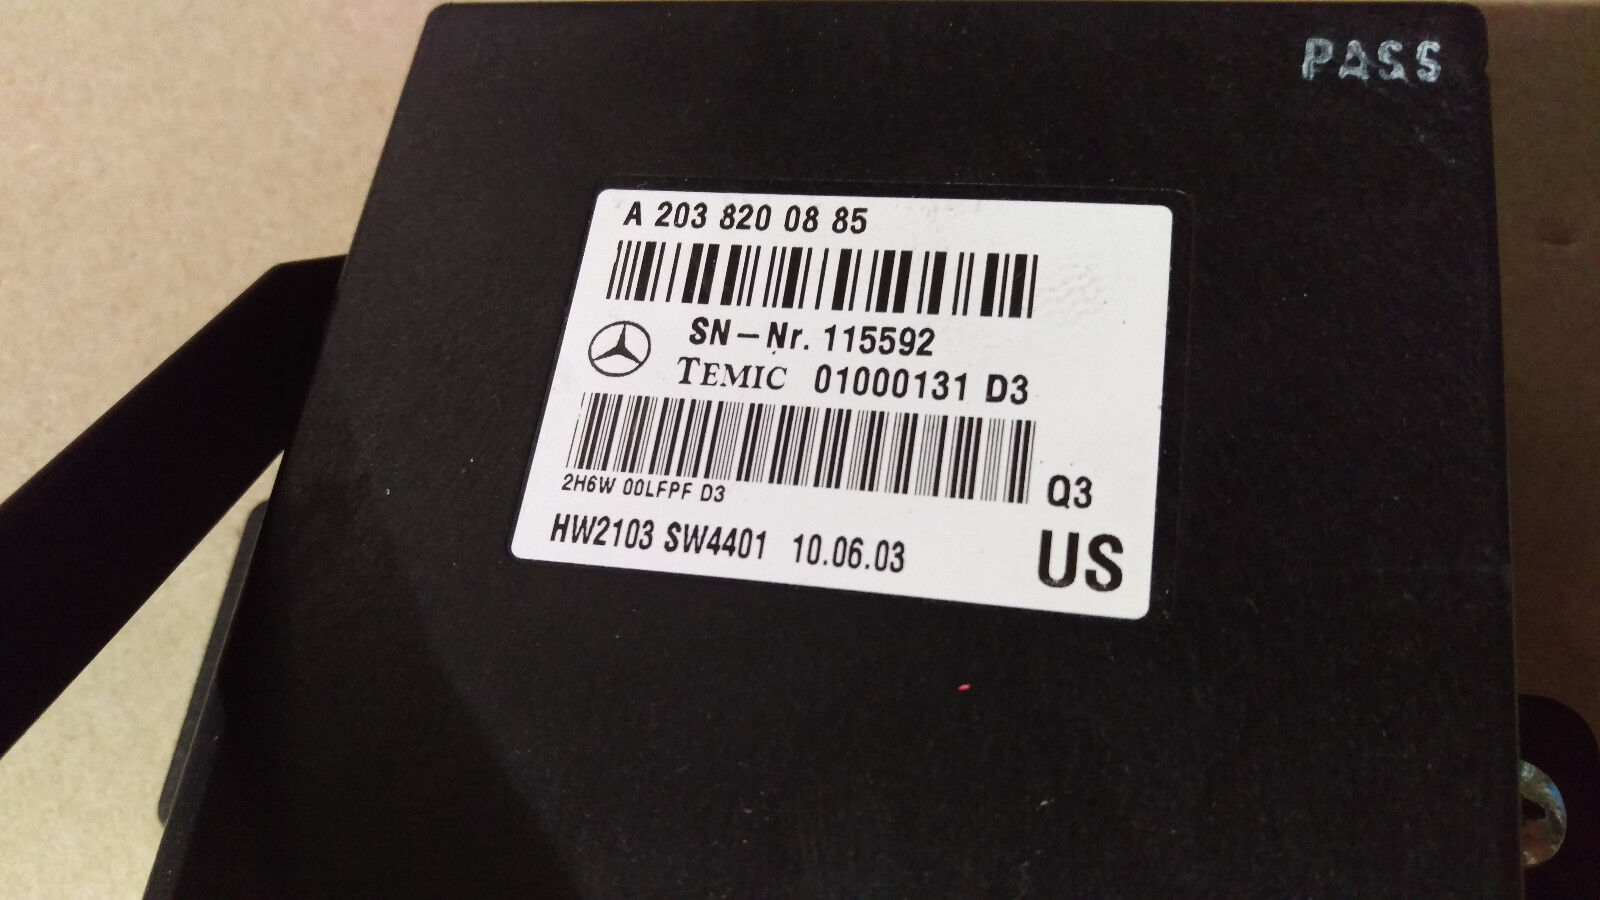 PASS
A 203 820 08 85
SN-Nr. 115592
TEMIC 01000131 D3
2H6W 00LFPF D3
Q3
HW2103 SW4401 10.06.03
US